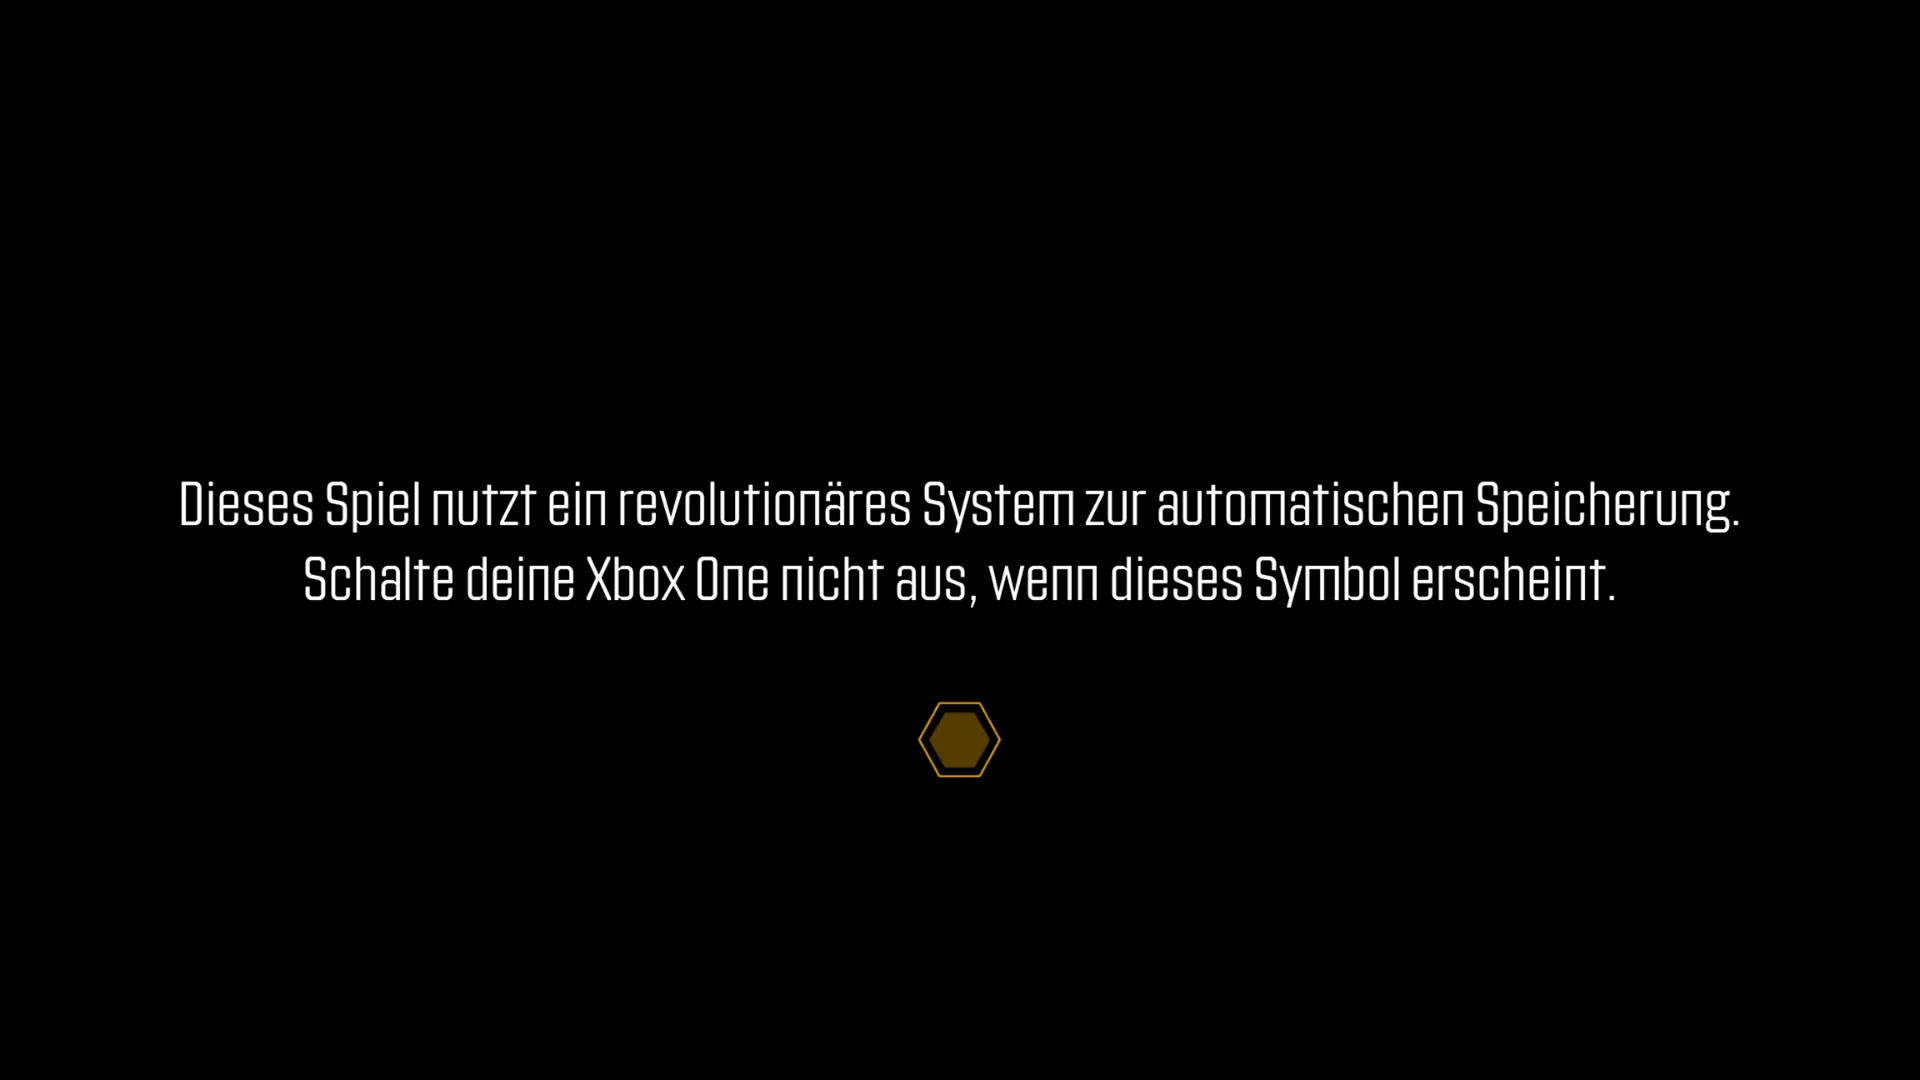 Dieses Spiel nutzt ein revolutionäres System zur automatischen Speicherung.
Schalte deine Xbox One nicht aus, wenn dieses Symbol erscheint.